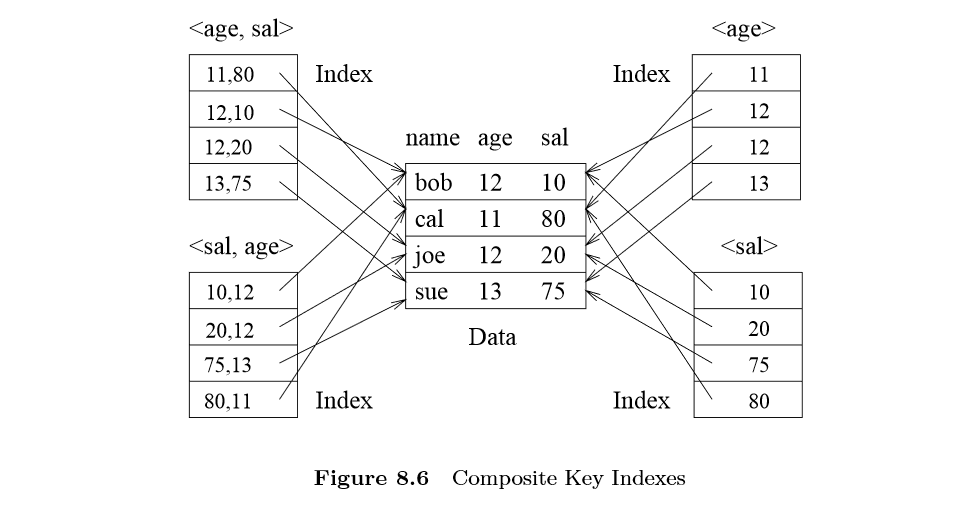 <age, sal>
11,80
12,10
12,20
13,75
Index
<sal, age>
10,12
20,12
75,13
80,11
Index
name age sal
bob 12 10
cal 11 80
joe 12 20
sue 13 75
Data
<age>
Index
11
12
12
13
<sal>
10
20
75
80
Index
Figure 8.6 Composite Key Indexes